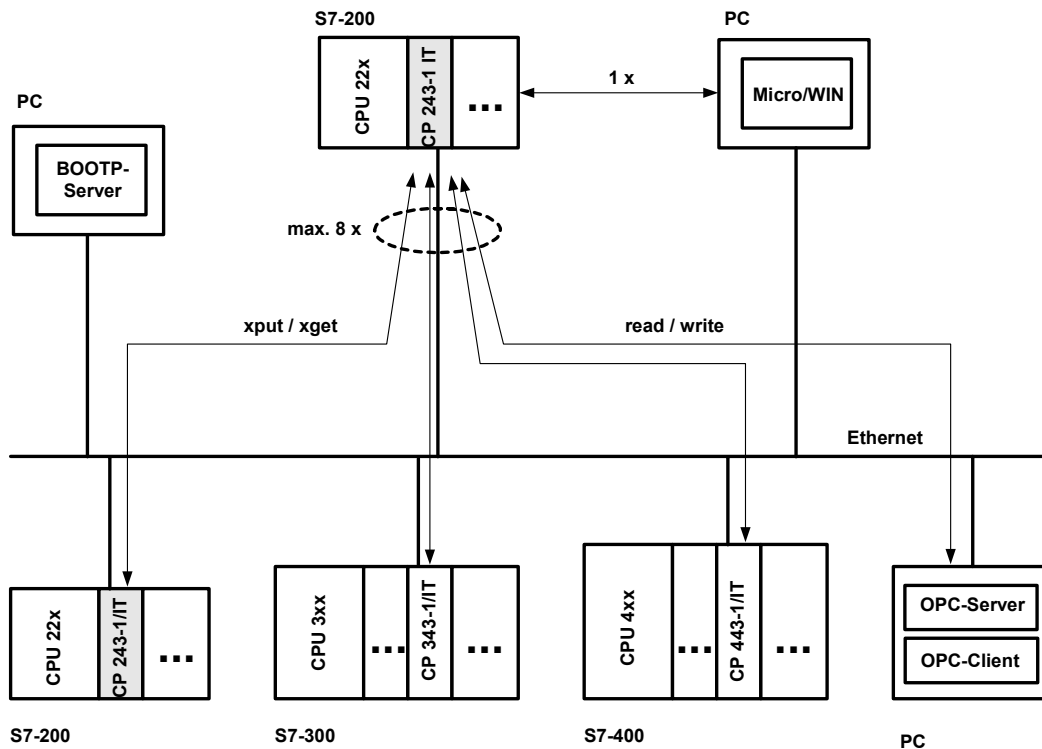 S7-200
PC
CPU 22x
CP 243-1 IT
...
1 x
Micro/WIN
PC
BOOTP-
Server
max. 8 x
xput / xget
read / write
Ethernet
CPU 22x
CP 243-1/IT
...
CPU 3xx
...
CP 343-1/IT
...
CPU 4xx
...
CP 443-1/IT
...
OPC-Server
OPC-Client
S7-200
S7-300
S7-400
PC